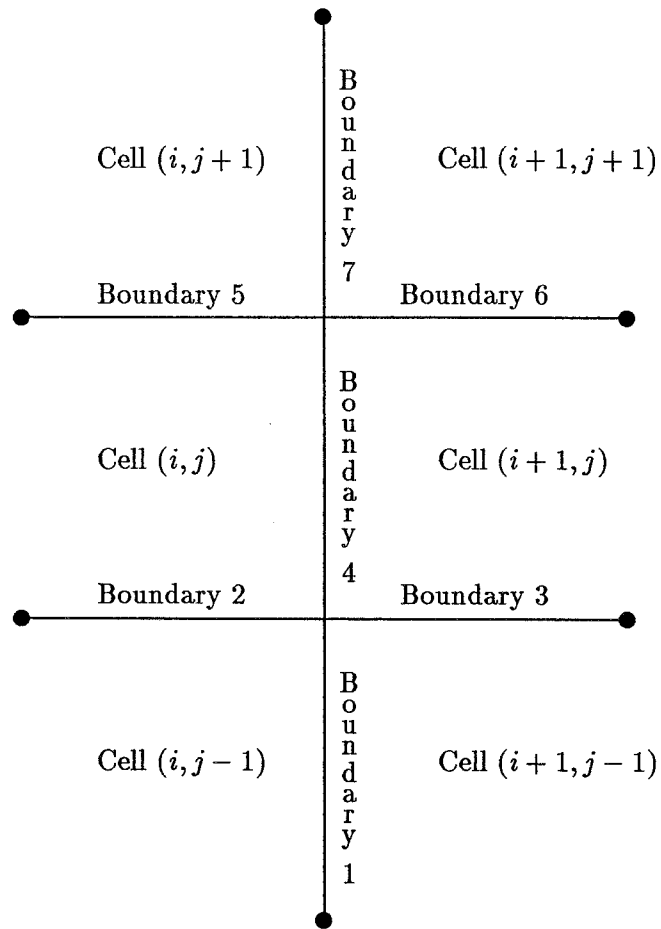 Cell (i, j + 1)
Boundary 7
Cell (i + 1, j + 1)
Boundary 5
Boundary 6
Cell (i, j)
Boundary 4
Cell (i + 1, j)
Boundary 2
Boundary 3
Cell (i, j − 1)
Boundary 1
Cell (i + 1, j − 1)